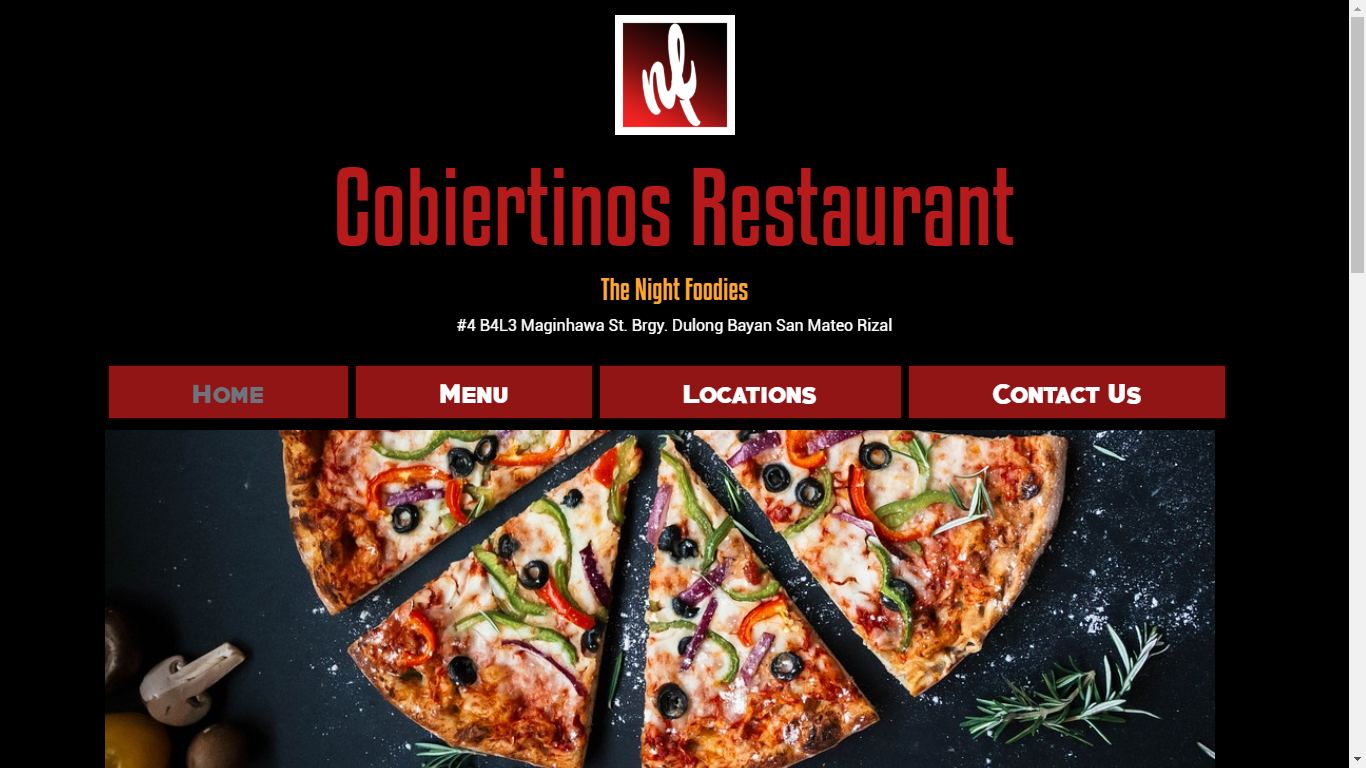 Cobiertinos Restaurant
The Night Foodies
#4 B4L3 Maginhawa St. Brgy. Dulong Bayan San Mateo Rizal
Home Menu Locations Contact Us